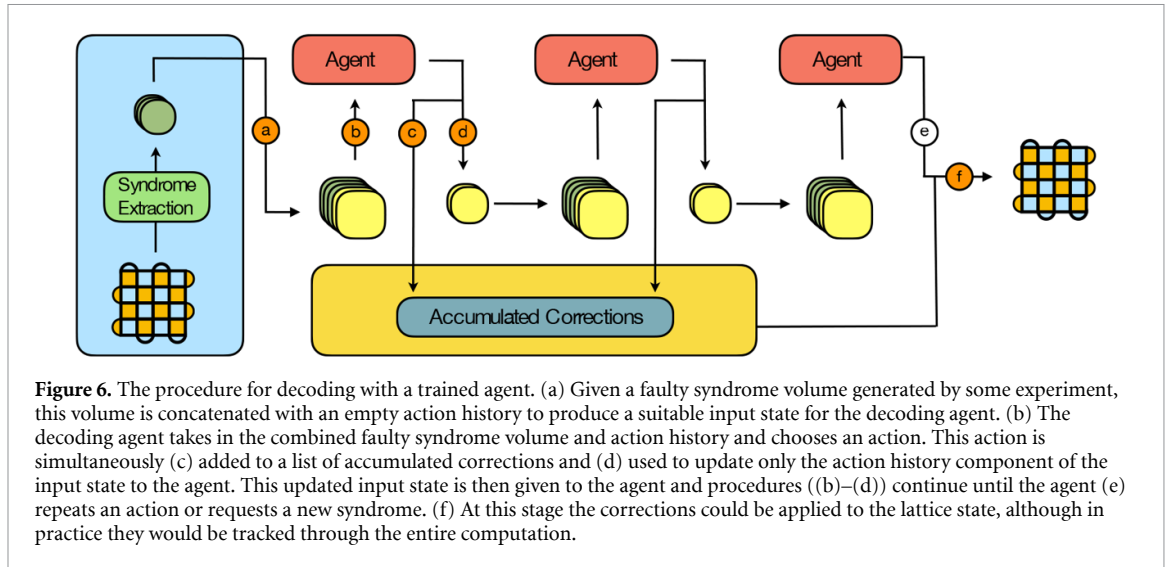 Agent
Agent
Agent
a
b
c
d
e
f
Syndrome
Extraction
Accumulated Corrections
Figure 6. The procedure for decoding with a trained agent. (a) Given a faulty syndrome volume generated by some experiment,
this volume is concatenated with an empty action history to produce a suitable input state for the decoding agent. (b) The
decoding agent takes in the combined faulty syndrome volume and action history and chooses an action. This action is
simultaneously (c) added to a list of accumulated corrections and (d) used to update only the action history component of the
input state to the agent. This updated input state is then given to the agent and procedures ((b)–(d)) continue until the agent (e)
repeats an action or requests a new syndrome. (f) At this stage the corrections could be applied to the lattice state, although in
practice they would be tracked through the entire computation.